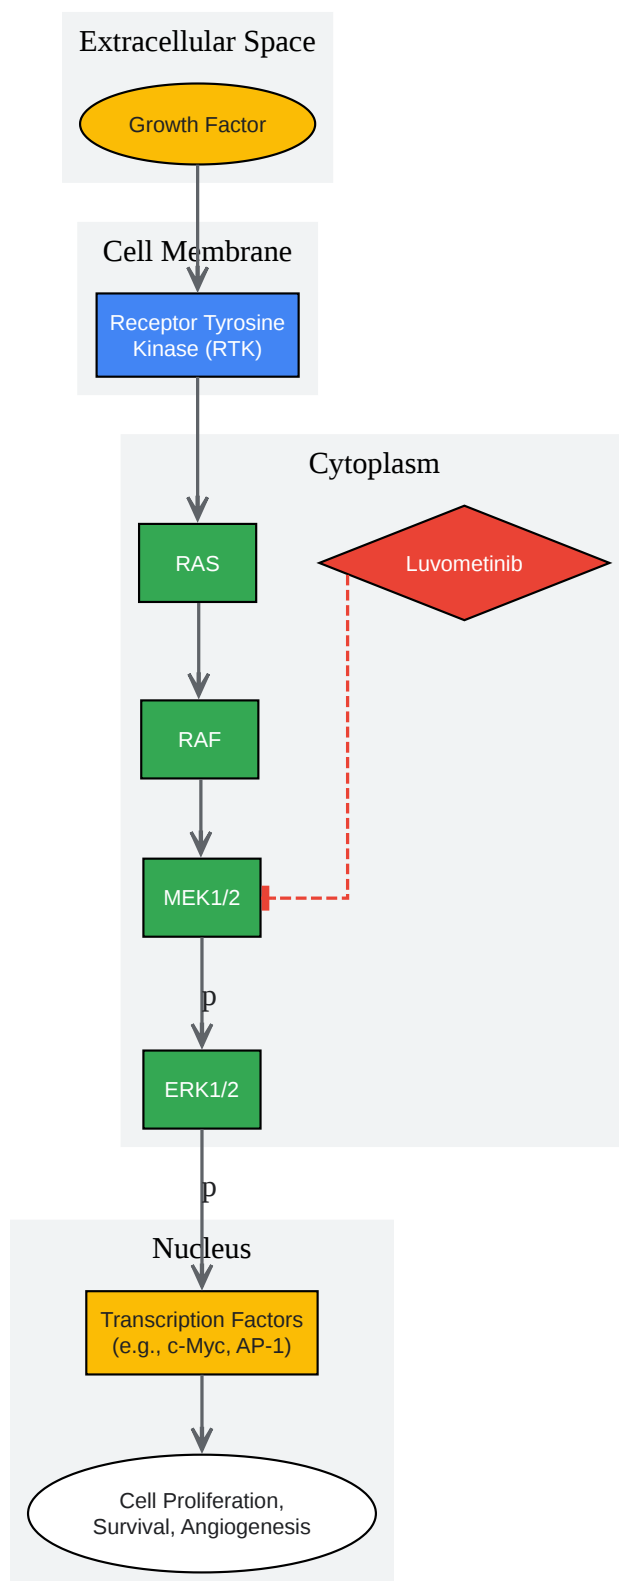 Extracellular Space
Growth Factor
Cell Membrane
Receptor Tyrosine
Kinase (RTK)
Cytoplasm
RAS
Luvometinib
RAF
MEK1/2
p
ERK1/2
p
Nucleus
Transcription Factors
(e.g., c-Myc, AP-1)
Cell Proliferation,
Survival, Angiogenesis